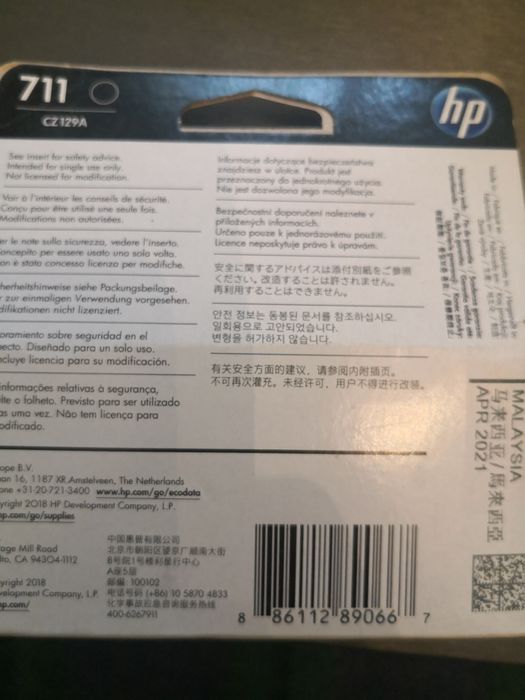 711
CZ129A
hp
See insert for safety advice.
Intended for single use only.
Not licensed for modification.
Voir à l'intérieur les conseils de sécurité.
Conçu pour être utilisé une seule fois.
Modifications non autorisées.
er le note sulla sicurezza, vedere l'inserto.
oncepito per essere usato una sola volta.
on è stata concessa licenza per modifiche.
herheitshinweise siehe Packungsbeilage.
r zur einmaligen Verwendung vorgesehen.
difikationen nicht lizenziert.
oramiento sobre seguridad en el
ecto. Diseñado para un solo uso.
cluye licencia para su modificación.
informações relativas à segurança,
lte o folheto. Previsto para ser utilizado
as uma vez. Não tem licença para
odificado.
Informacje dotyczące bezpieczeństwa
znajdziesz w ulotce. Produkt jest
przeznaczony do jednokrotnego użycia.
Nie jest dozwolona jego modyfikacja.
Bezpečnostní doporučení naleznete v
přiložených informacích.
Určeno pouze k jednorázovému použití.
Licence neposkytuje právo k úpravám.
安全に関するアドバイスは添付別紙をご参照
ください。改造することは許されません。
再利用することはできません。
안전 정보는 동봉된 문서를 참조하십시오.
일회용으로 고안되었습니다.
변형을 허가하지 않습니다.
有关安全方面的建议，请参阅内附插页。
不可再次灌充。未经许可，用户不得进行改装。
MALAYSIA
马来西亚/馬來西亞
APR 2021
ope B.V.
an 16, 1187 XR Amstelveen, The Netherlands
one +31-20-721-3400 www.hp.com/go/ecodata
yright 2018 HP Development Company, L.P.
hp.com/go/supplies
age Mill Road
lto, CA 94304-1112
yright 2018
evelopment Company, L.P.
hp.com/
中国惠普有限公司
北京市朝阳区望京广顺南大街
8号院1号楼利星行中心
A座5层
邮编: 100102
电话号码 (+86) 10 5870 4833
化学事故应急咨询服务热线
400-6267911
8 86112 89066 7